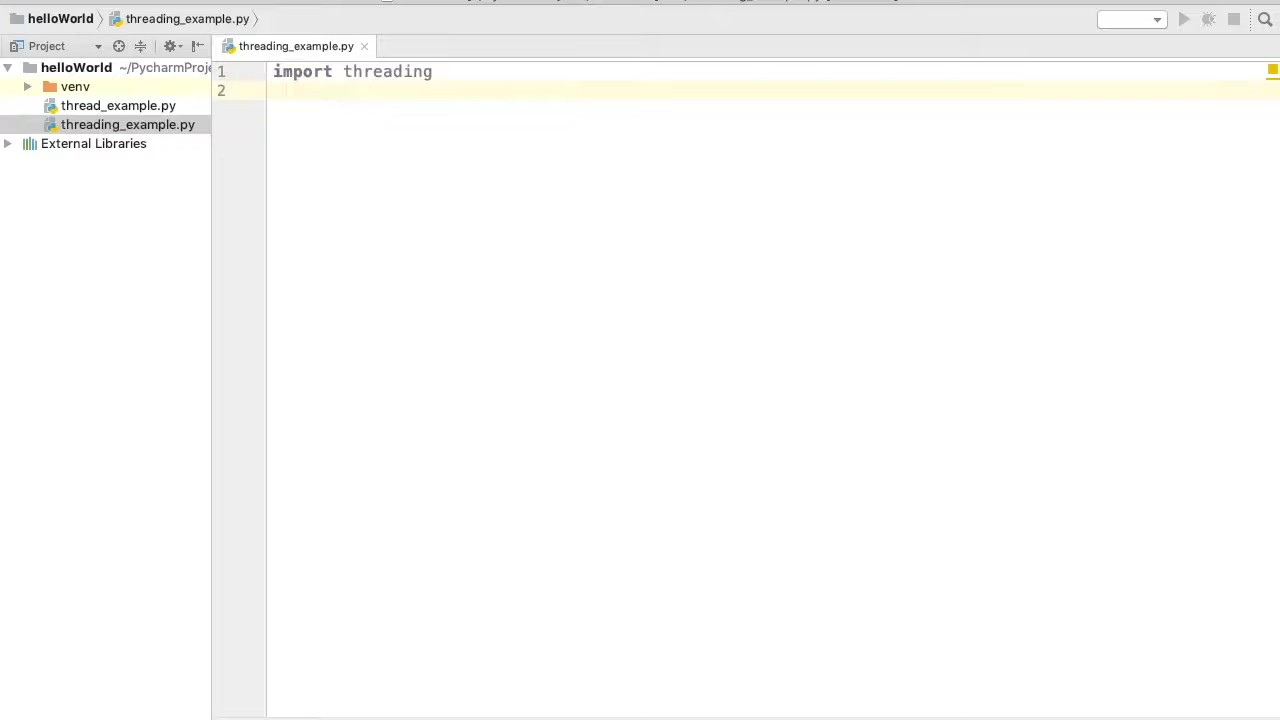 helloWorld threading_example.py
Project threading_example.py
helloWorld ~/PycharmProje
venv
thread_example.py
threading_example.py
External Libraries
1 import threading
2